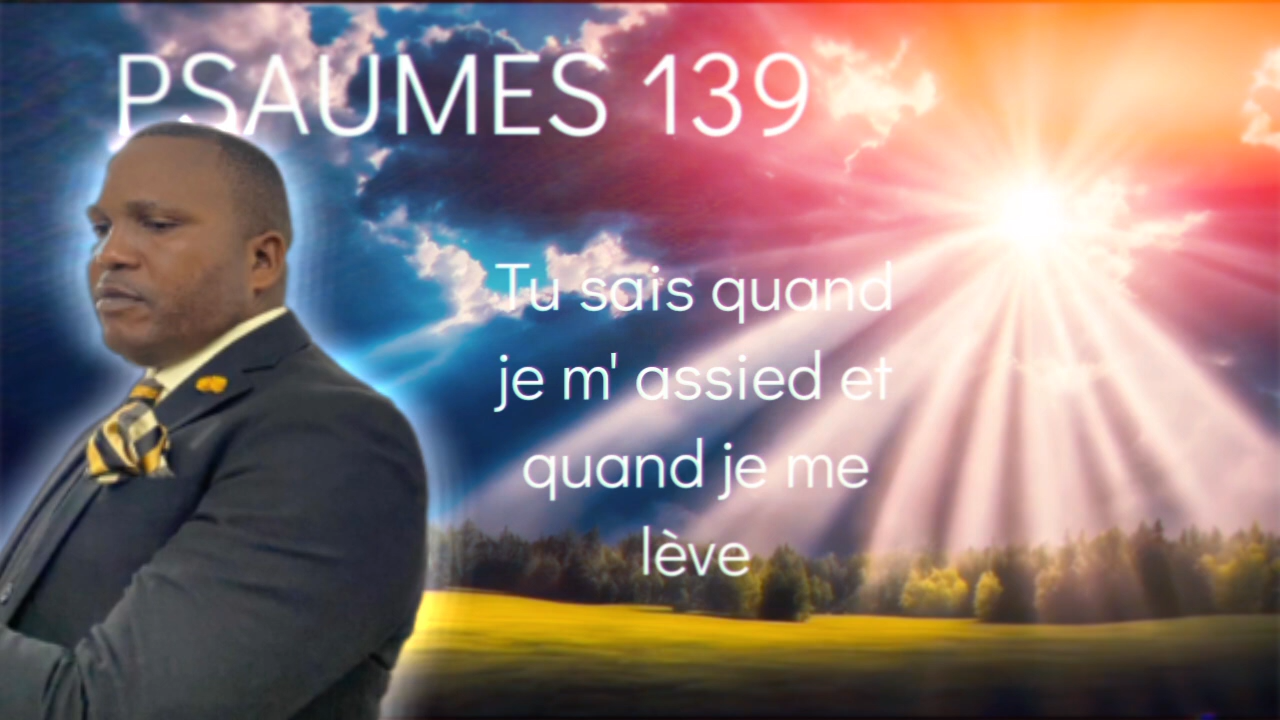 PSAUMES 139
Tu sais quand
je m' assied et
quand je me
lève